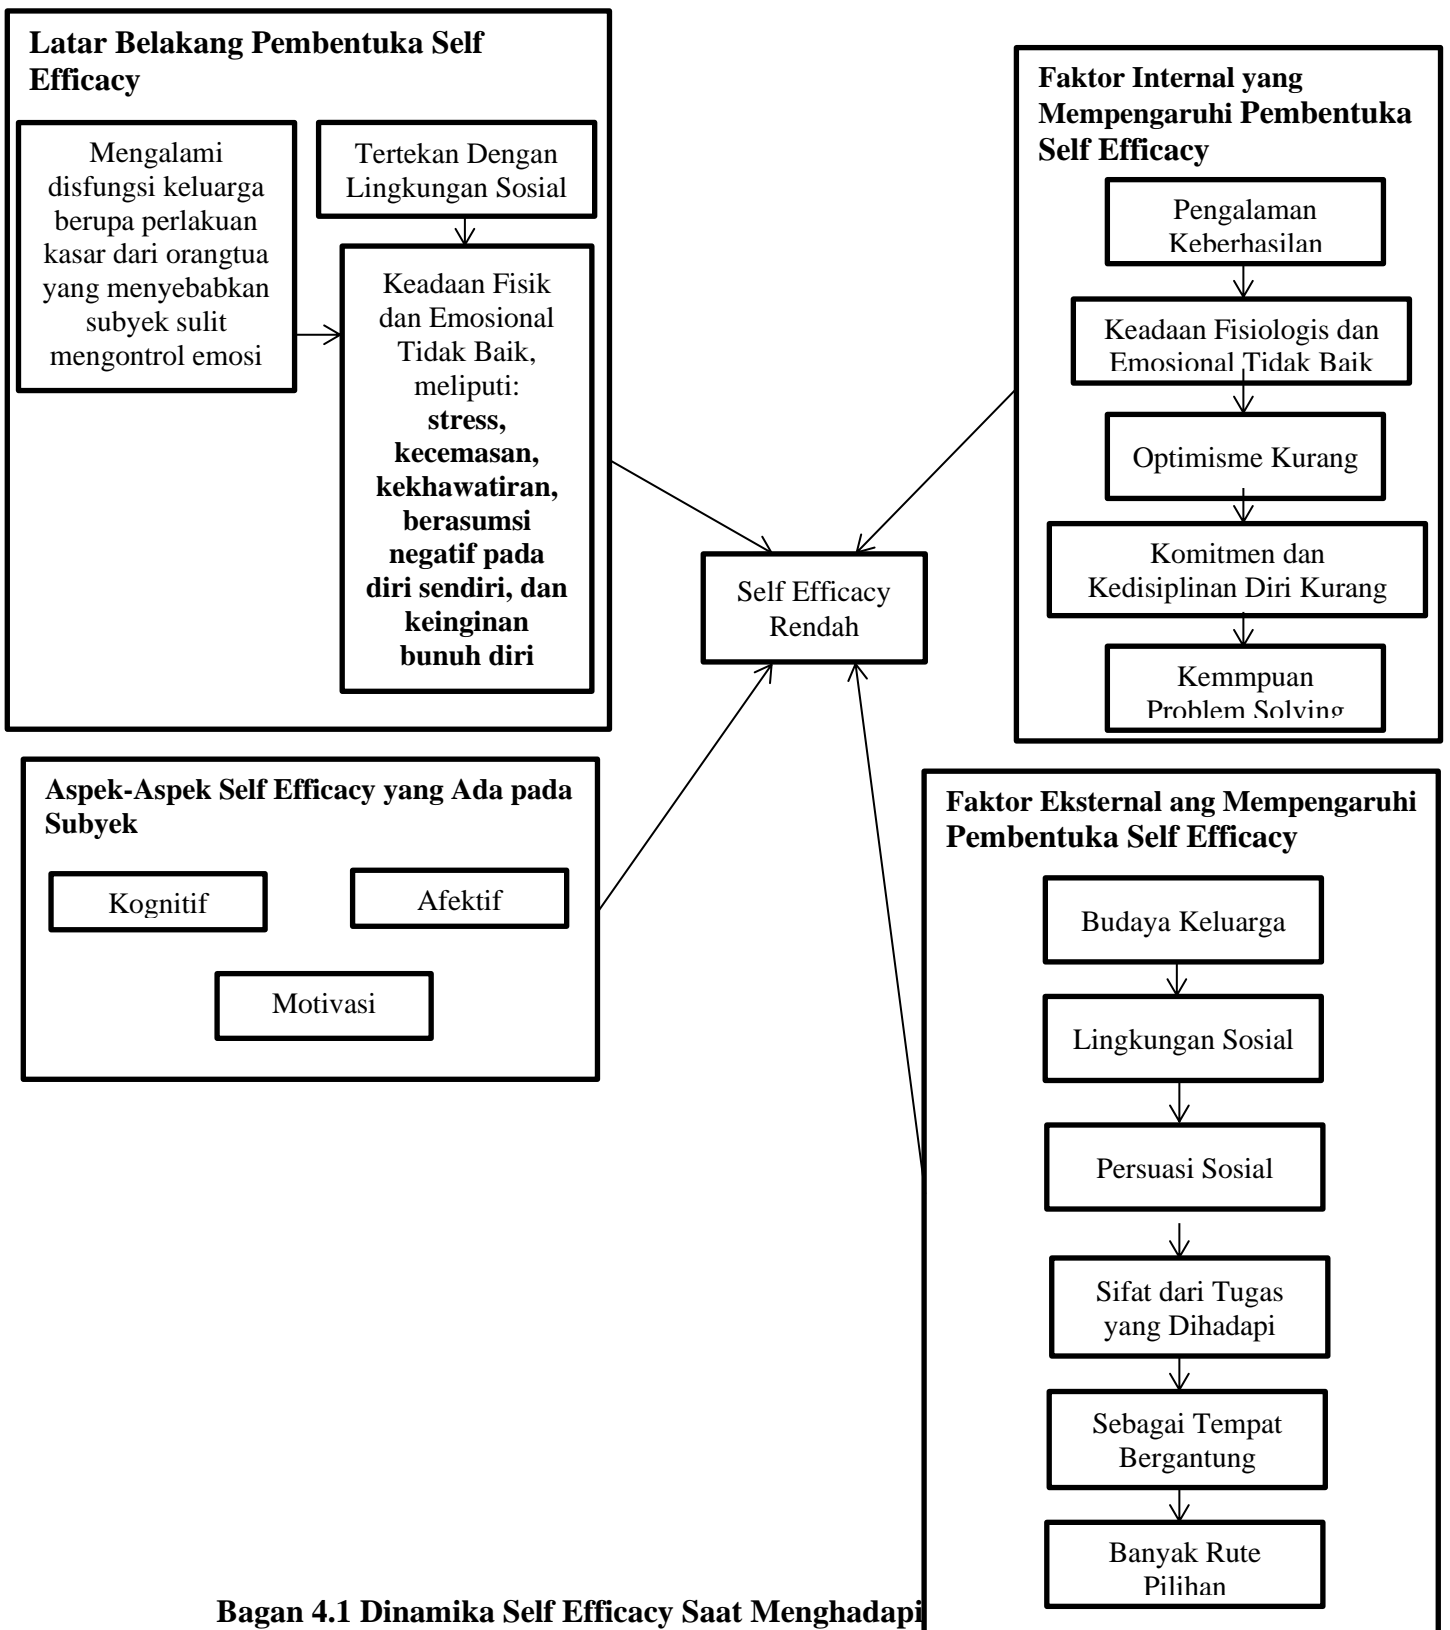 Latar Belakang Pembentuka Self
Efficacy
Mengalami
disfungsi keluarga
berupa perlakuan
kasar dari orangtua
yang menyebabkan
subyek sulit
mengontrol emosi
Tertekan Dengan
Lingkungan Sosial
Keadaan Fisik
dan Emosional
Tidak Baik,
meliputi:
stress,
kecemasan,
kekhawatiran,
berasumsi
negatif pada
diri sendiri, dan
keinginan
bunuh diri
Faktor Internal yang
Mempengaruhi Pembentuka
Self Efficacy
Pengalaman
Keberhasilan
Keadaan Fisiologis dan
Emosional Tidak Baik
Optimisme Kurang
Komitmen dan
Kedisiplinan Diri Kurang
Kemmpuan
Problem Solving
Self Efficacy
Rendah
Aspek-Aspek Self Efficacy yang Ada pada
Subyek
Kognitif
Afektif
Motivasi
Faktor Eksternal ang Mempengaruhi
Pembentuka Self Efficacy
Budaya Keluarga
Lingkungan Sosial
Persuasi Sosial
Sifat dari Tugas
yang Dihadapi
Sebagai Tempat
Bergantung
Banyak Rute
Pilihan
Bagan 4.1 Dinamika Self Efficacy Saat Menghadapi